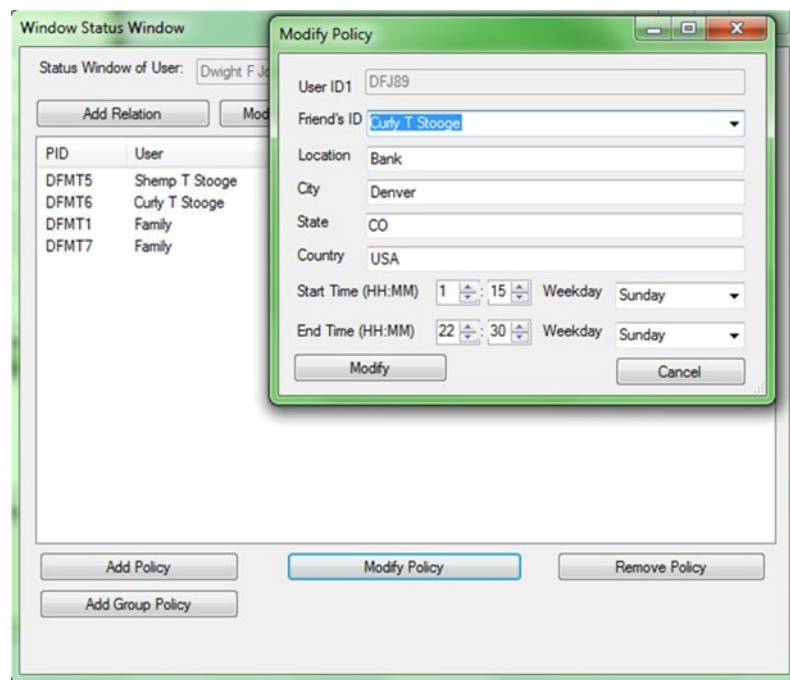 Window Status Window
Status Window of User: Dwight F Jo
Add Relation Mod
PID User
DFMT5 Shemp T Stooge
DFMT6 Curly T Stooge
DFMT1 Family
DFMT7 Family
Add Policy Modify Policy Remove Policy
Add Group Policy
Modify Policy
User ID1 DFJ89
Friend's ID Curly T Stooge
Location Bank
City Denver
State CO
Country USA
Start Time (HH:MM) 1 : 15 Weekday Sunday
End Time (HH:MM) 22 : 30 Weekday Sunday
Modify Cancel